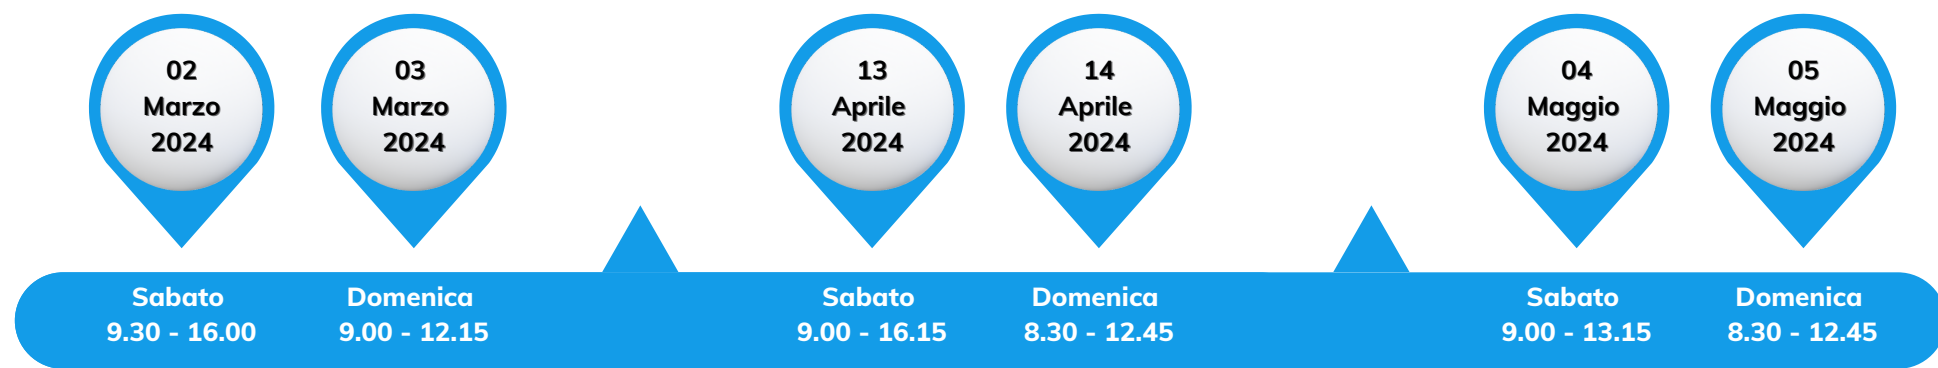 02
Marzo
2024
03
Marzo
2024
13
Aprile
2024
14
Aprile
2024
04
Maggio
2024
05
Maggio
2024
Sabato
9.30 - 16.00
Domenica
9.00 - 12.15
Sabato
9.00 - 16.15
Domenica
8.30 - 12.45
Sabato
9.00 - 13.15
Domenica
8.30 - 12.45